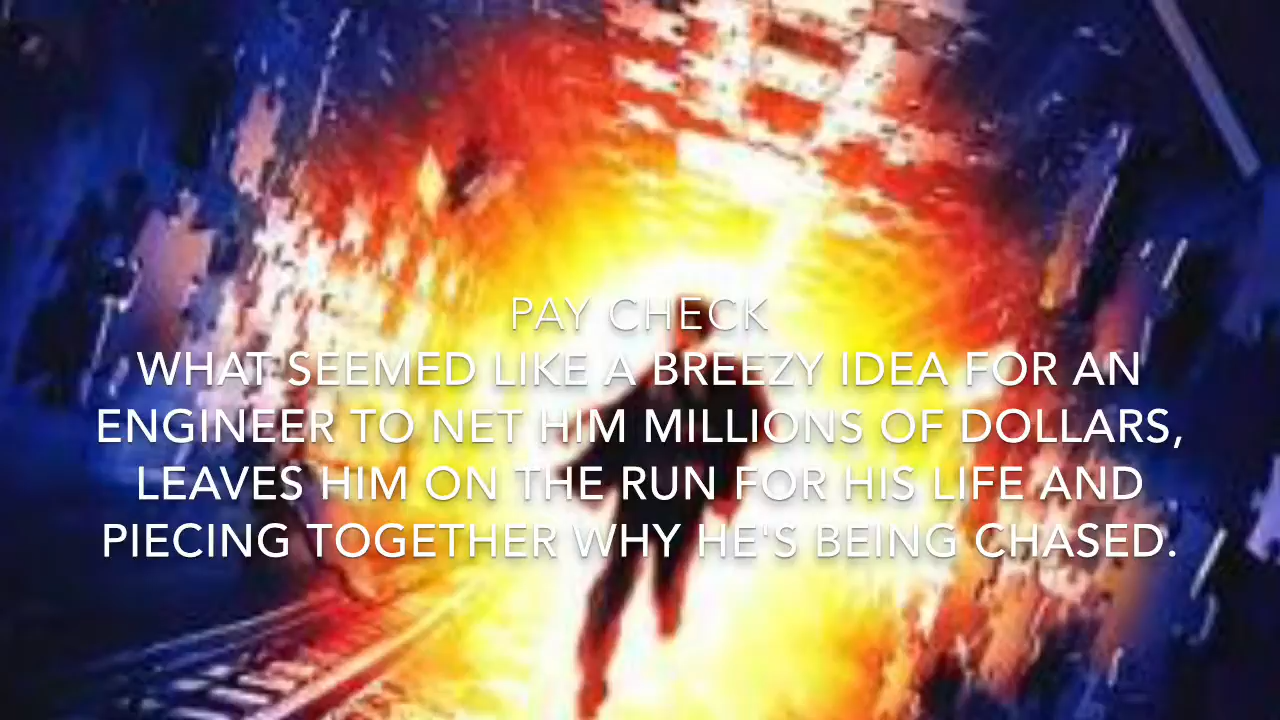 PAY CHECK
WHAT SEEMED LIKE A BREEZY IDEA FOR AN
ENGINEER TO NET HIM MILLIONS OF DOLLARS,
LEAVES HIM ON THE RUN FOR HIS LIFE AND
PIECING TOGETHER WHY HE'S BEING CHASED.